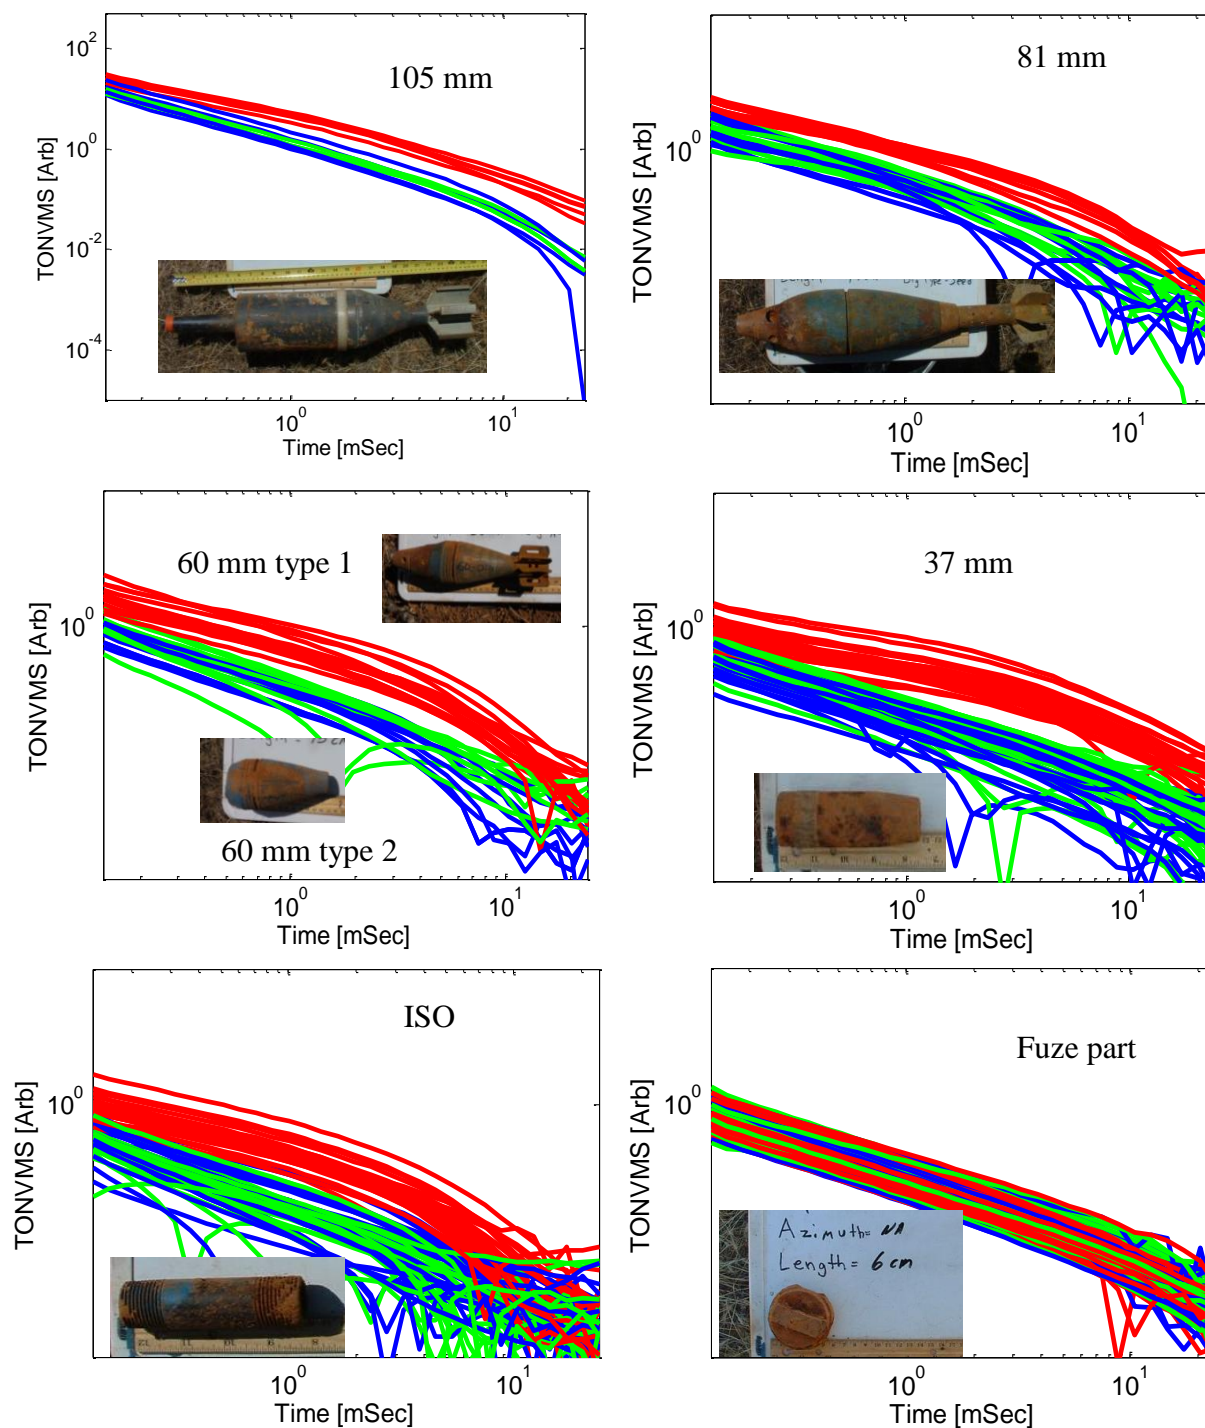 10^2
10^0
10^-2
10^-4
TONVMS [Arb]
105 mm
10^0
10^1
Time [mSec]
10^0
TONVMS [Arb]
81 mm
10^0
10^1
Time [mSec]
10^0
TONVMS [Arb]
60 mm type 1
60 mm type 2
10^0
10^1
Time [mSec]
10^0
TONVMS [Arb]
37 mm
10^0
10^1
Time [mSec]
10^0
TONVMS [Arb]
ISO
10^0
10^1
Time [mSec]
10^0
TONVMS [Arb]
Fuze part
Azimuth= NA
Length= 6 cm
10^0
10^1
Time [mSec]